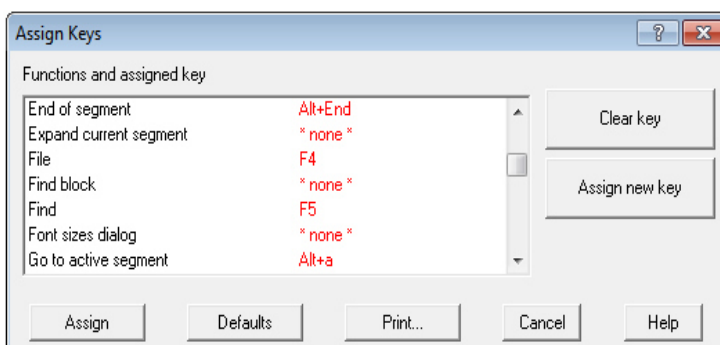 Assign Keys
Functions and assigned key
End of segment Alt+End
Expand current segment * none *
File F4
Find block * none *
Find F5
Font sizes dialog * none *
Go to active segment Alt+a
Clear key
Assign new key
Assign Defaults Print... Cancel Help